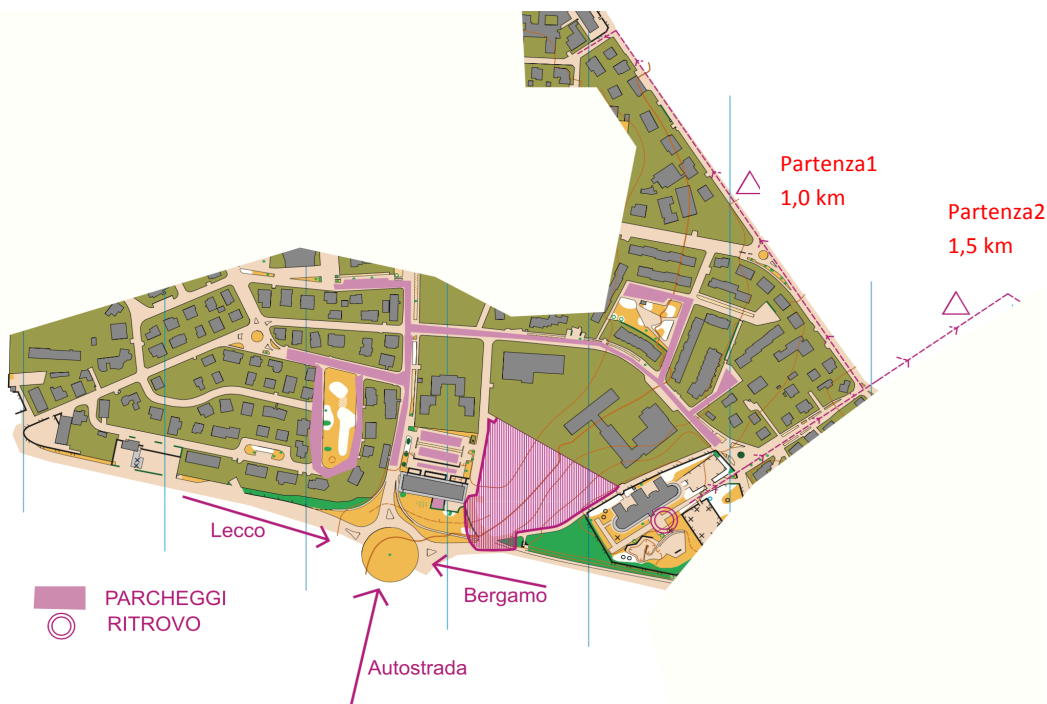 Partenza1
1,0 km
Partenza2
1,5 km
Lecco
Bergamo
PARCHEGGI
RITROVO
Autostrada